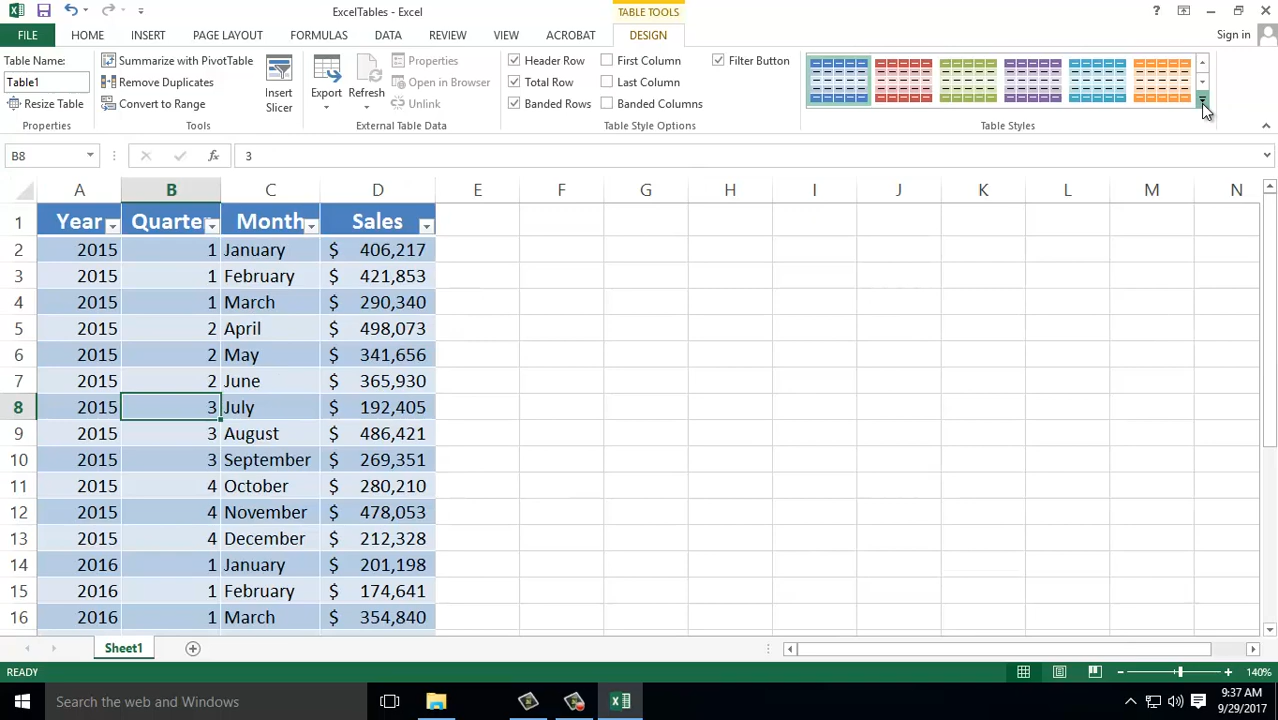 ExcelTables - Excel
TABLE TOOLS
?
FILE HOME INSERT PAGE LAYOUT FORMULAS DATA REVIEW VIEW ACROBAT DESIGN Sign in
Table Name:
Table1
Resize Table
Properties
Summarize with PivotTable
Remove Duplicates
Convert to Range
Tools
Insert
Slicer
Export
Refresh
Properties
Open in Browser
Unlink
External Table Data
Header Row First Column Filter Button
Total Row Last Column
Banded Rows Banded Columns
Table Style Options
Table Styles
B8 fx 3
A B C D E F G H I J K L M N
1 Year Quarter Month Sales
2 2015 1 January $ 406,217
3 2015 1 February $ 421,853
4 2015 1 March $ 290,340
5 2015 2 April $ 498,073
6 2015 2 May $ 341,656
7 2015 2 June $ 365,930
8 2015 3 July $ 192,405
9 2015 3 August $ 486,421
10 2015 3 September $ 269,351
11 2015 4 October $ 280,210
12 2015 4 November $ 478,053
13 2015 4 December $ 212,328
14 2016 1 January $ 201,198
15 2016 1 February $ 174,641
16 2016 1 March $ 354,840
Sheet1
READY 140%
Search the web and Windows
9:37 AM
9/29/2017